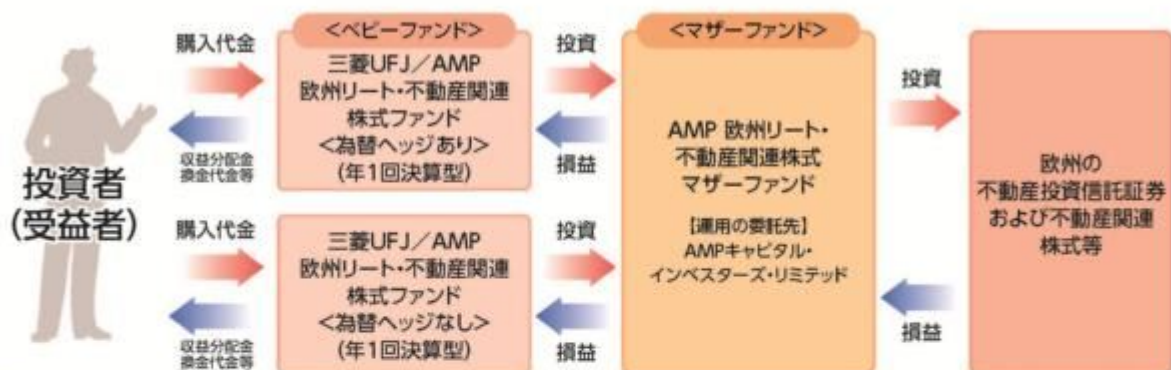 購入代金
収益分配金
換金代金等
投資者
(受益者)
購入代金
収益分配金
換金代金等
<ベビーファンド>
三菱UFJ/AMP
欧州リート・不動産関連
株式ファンド
<為替ヘッジあり>
(年1回決算型)
三菱UFJ/AMP
欧州リート・不動産関連
株式ファンド
<為替ヘッジなし>
(年1回決算型)
投資
損益
投資
損益
<マザーファンド>
AMP 欧州リート・
不動産関連株式
マザーファンド
【運用の委託先】
AMPキャピタル・
インベスターズ・リミテッド
投資
損益
欧州の
不動産投資信託証券
および不動産関連
株式等